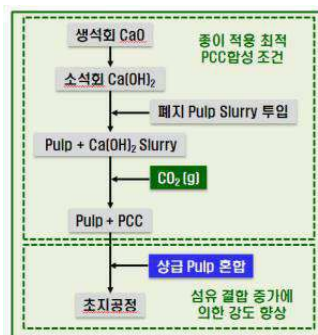 생석회 CaO
종이 적용 최적
PCC합성 조건
소석회 Ca(OH)₂
폐지 Pulp Slurry 투입
Pulp + Ca(OH)₂ Slurry
CO₂ (g)
Pulp + PCC
상급 Pulp 혼합
초지공정
섬유 결합 증가에
의한 강도 향상